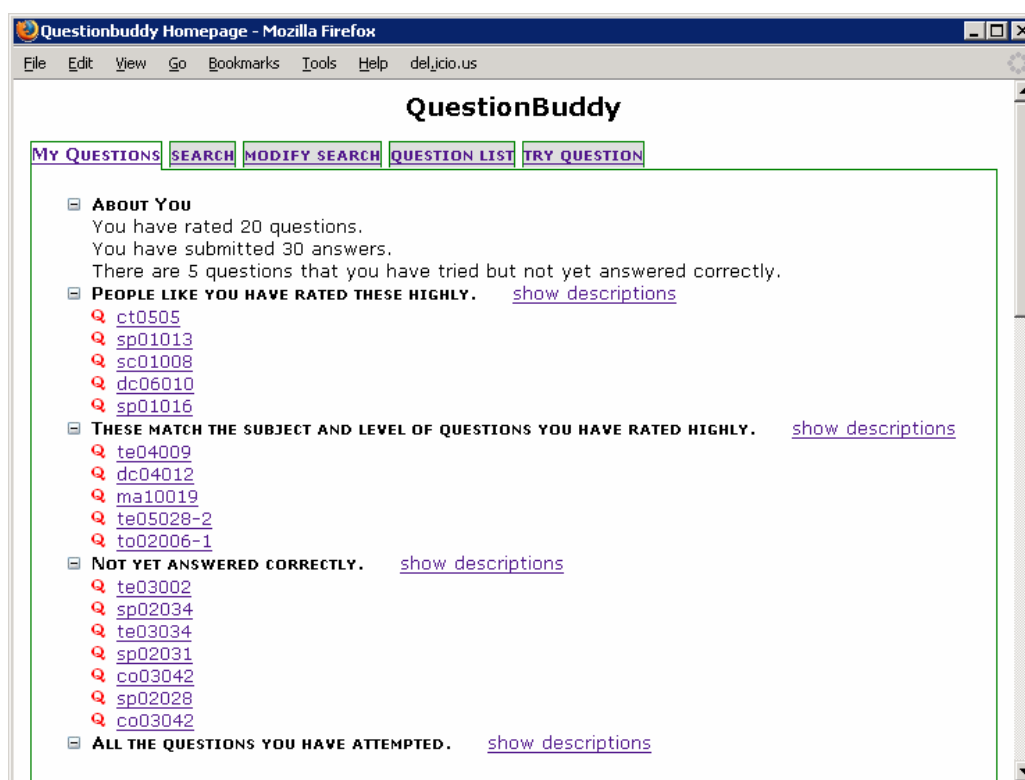 Questionbuddy Homepage - Mozilla Firefox
File Edit View Go Bookmarks Tools Help del.icio.us
QuestionBuddy
MY QUESTIONS SEARCH MODIFY SEARCH QUESTION LIST TRY QUESTION
ABOUT YOU
You have rated 20 questions.
You have submitted 30 answers.
There are 5 questions that you have tried but not yet answered correctly.
PEOPLE LIKE YOU HAVE RATED THESE HIGHLY. show descriptions
Q ct0505
Q sp01013
Q sc01008
Q dc06010
Q sp01016
THESE MATCH THE SUBJECT AND LEVEL OF QUESTIONS YOU HAVE RATED HIGHLY. show descriptions
Q te04009
Q dc04012
Q ma10019
Q te05028-2
Q to02006-1
NOT YET ANSWERED CORRECTLY. show descriptions
Q te03002
Q sp02034
Q te03034
Q sp02031
Q co03042
Q sp02028
Q co03042
ALL THE QUESTIONS YOU HAVE ATTEMPTED. show descriptions